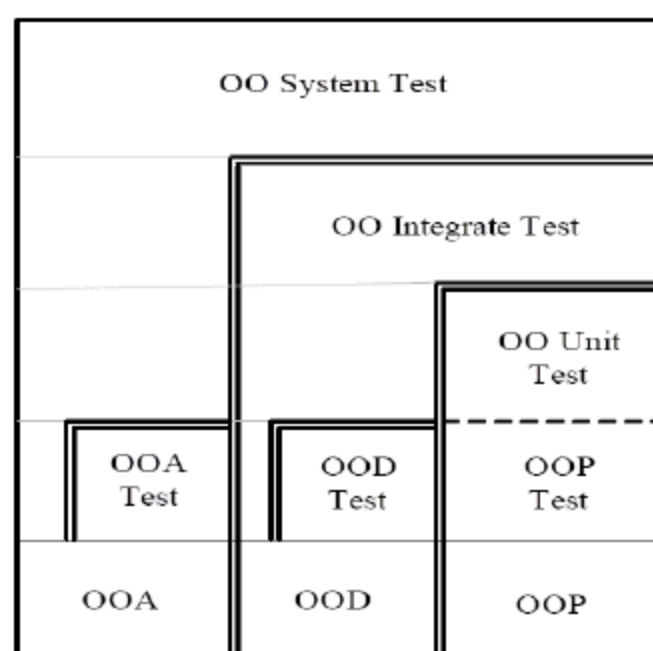 OO System Test
OO Integrate Test
OO Unit
Test
OOA
Test
OOD
Test
OOP
Test
OOA
OOD
OOP